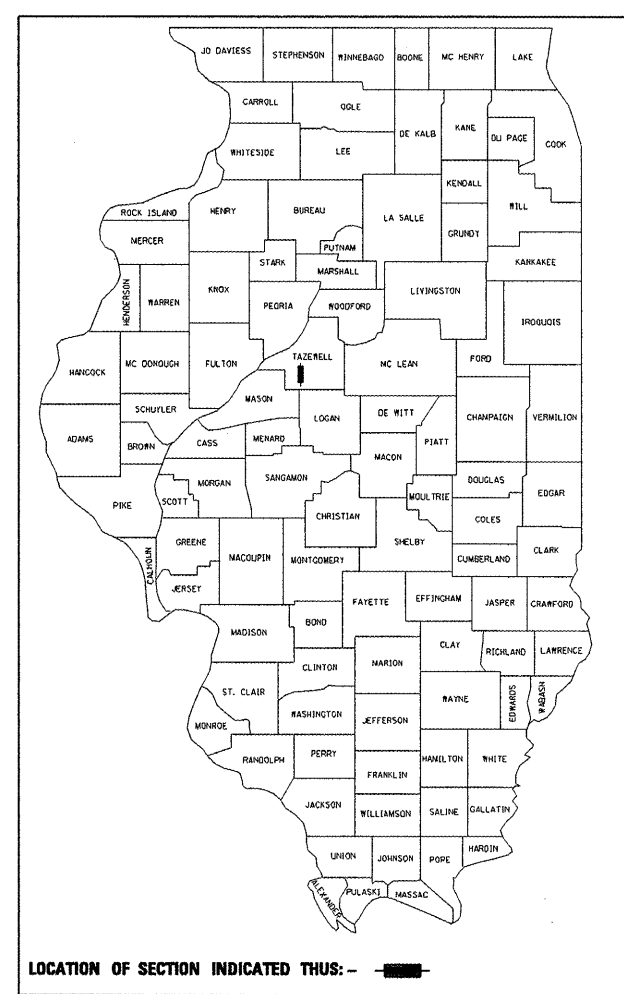 JO DAVIESS STEPHENSON WINNEBAGO BOONE MC HENRY LAKE
CARROLL OGLE DE KALB KANE DU PAGE COOK
WHITESIDE LEE
KENDALL WILL
ROCK ISLAND HENRY BUREAU LA SALLE GRUNDY
MERCER PUTNAM
STARK MARSHALL KANKAKEE
HENDERSON WARREN KNOX PEORIA WOODFORD LIVINGSTON IROQUOIS
HANCOCK MC DONOUGH FULTON TAZEWELL MC LEAN FORD
MASON
SCHUYLER LOGAN DE WITT CHAMPAIGN VERMILION
ADAMS BROWN CASS MENARD MACON PIATT
PIKE SCOTT MORGAN SANGAMON CHRISTIAN MOULTRIE DOUGLAS EDGAR
COLES
GREENE MACOUPIN MONTGOMERY SHELBY CUMBERLAND CLARK
CALHOUN JERSEY
MADISON BOND FAYETTE EFFINGHAM JASPER CRAWFORD
CLINTON MARION CLAY RICHLAND LAWRENCE
ST. CLAIR WASHINGTON JEFFERSON WAYNE EDWARDS WABASH
MONROE
RANDOLPH PERRY FRANKLIN HAMILTON WHITE
JACKSON WILLIAMSON SALINE GALLATIN
UNION JOHNSON POPE HARDIN
ALEXANDER PULASKI MASSAC
LOCATION OF SECTION INDICATED THUS: –